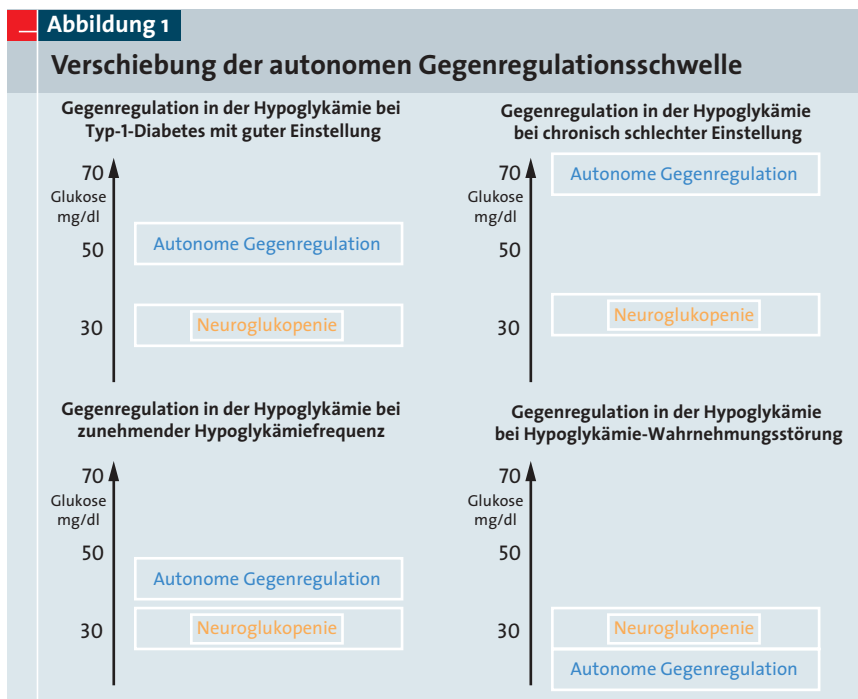 Abbildung 1
Verschiebung der autonomen Gegenregulationsschwelle
Gegenregulation in der Hypoglykämie bei
Typ-1-Diabetes mit guter Einstellung
70
Glukose
mg/dl
50
30
Autonome Gegenregulation
Neuroglukopenie
Gegenregulation in der Hypoglykämie
bei chronisch schlechter Einstellung
70
Glukose
mg/dl
50
30
Autonome Gegenregulation
Neuroglukopenie
Gegenregulation in der Hypoglykämie bei
zunehmender Hypoglykämiefrequenz
70
Glukose
mg/dl
50
30
Autonome Gegenregulation
Neuroglukopenie
Gegenregulation in der Hypoglykämie
bei Hypoglykämie-Wahrnehmungsstörung
70
Glukose
mg/dl
50
30
Neuroglukopenie
Autonome Gegenregulation